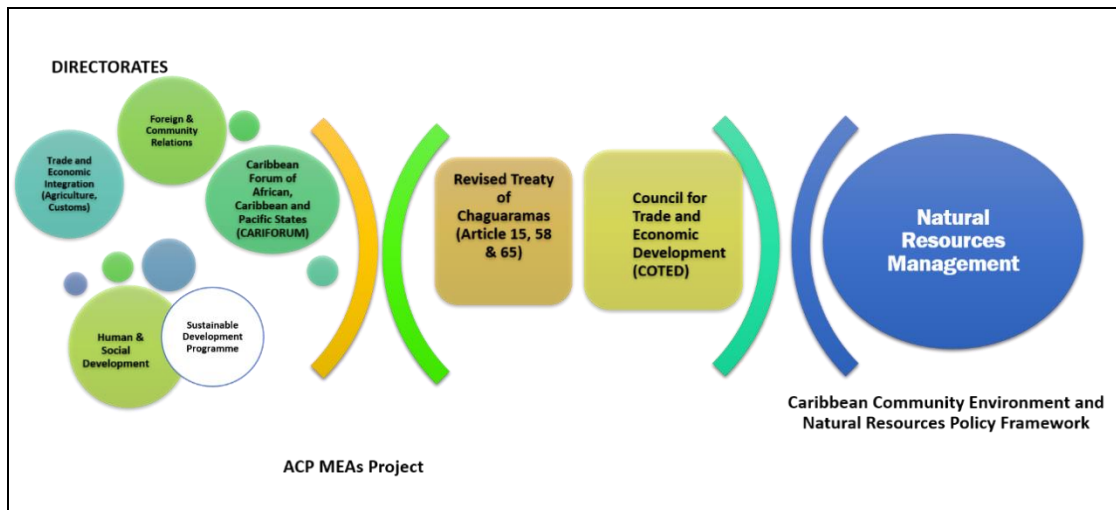 DIRECTORATES
Foreign &
Community
Relations
Trade and
Economic
Integration
(Agriculture,
Customs)
Caribbean
Forum of
African,
Caribbean and
Pacific States
(CARIFORUM)
Human &
Social
Development
Sustainable
Development
Programme
Revised Treaty
of
Chaguaramas
(Article 15, 58
& 65)
Council for
Trade and
Economic
Development
(COTED)
Natural
Resources
Management
Caribbean Community Environment and
Natural Resources Policy Framework
ACP MEAs Project